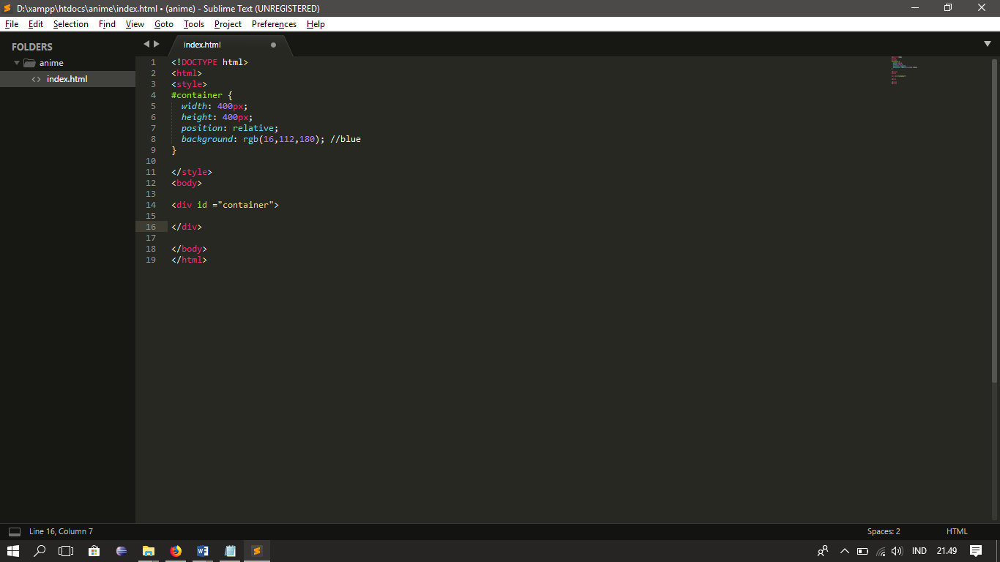 D:\xampp\htdocs\anime\index.html • (anime) - Sublime Text (UNREGISTERED)
File Edit Selection Find View Goto Tools Project Preferences Help
FOLDERS
anime
index.html
index.html
1 <!DOCTYPE html>
2 <html>
3 <style>
4 #container {
5   width: 400px;
6   height: 400px;
7   position: relative;
8   background: rgb(16,112,180); //blue
9 }
10
11 </style>
12 <body>
13
14 <div id ="container">
15
16 </div>
17
18 </body>
19 </html>
Line 16, Column 7
Spaces: 2
HTML
IND
21.49